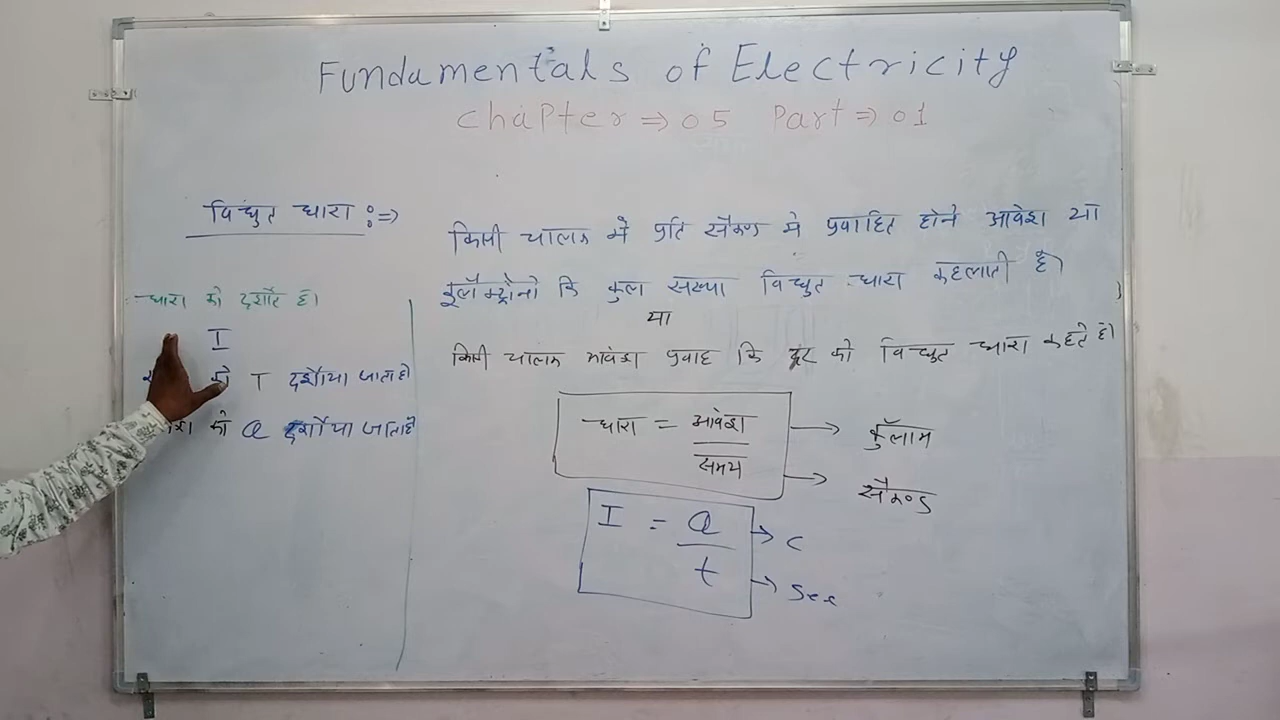 Fundamentals of Electricity
Chapter => 05 Part => 01
विद्युत धारा :=>
किसी चालक में प्रति सैकण्ड मे प्रवाहित होने आवेश या
इलैक्ट्रोनो कि कुल संख्या विद्युत धारा कहलाती है।
या
किसी चालक आवेश प्रवाह कि दर को विद्युत धारा कहते है।
धारा को दर्शाते है।
I
को T दर्शाया जाता है
को Q दर्शाया जाता है
धारा = आवेश
समय
कुलॉम
सैकण्ड
I = Q
t
C
Sec